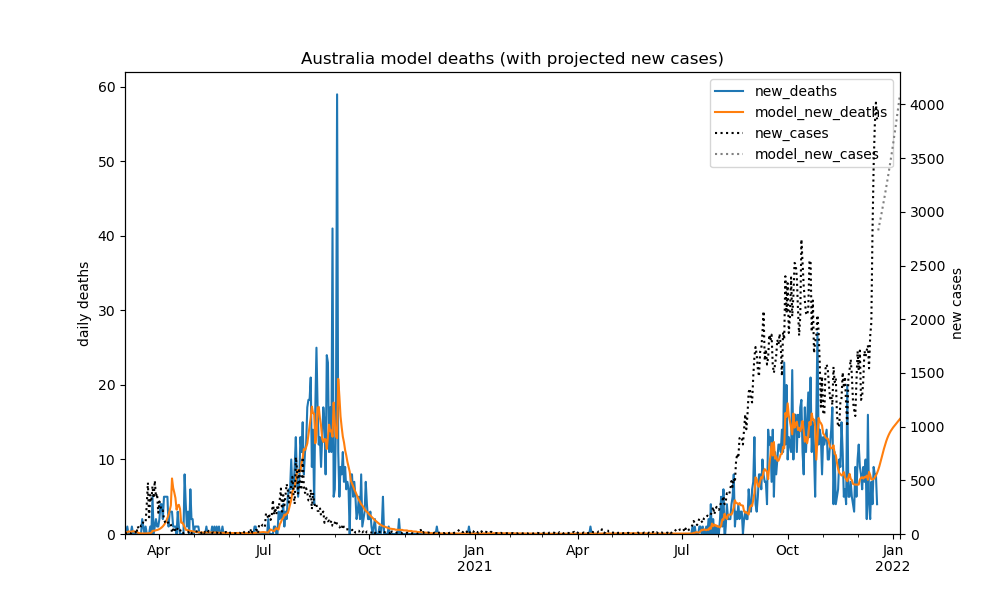 Australia model deaths (with projected new cases)
new_deaths
model_new_deaths
new_cases
model_new_cases
daily deaths
60
50
40
30
20
10
0
new cases
4000
3500
3000
2500
2000
1500
1000
500
0
Apr
Jul
Oct
Jan
2021
Apr
Jul
Oct
Jan
2022